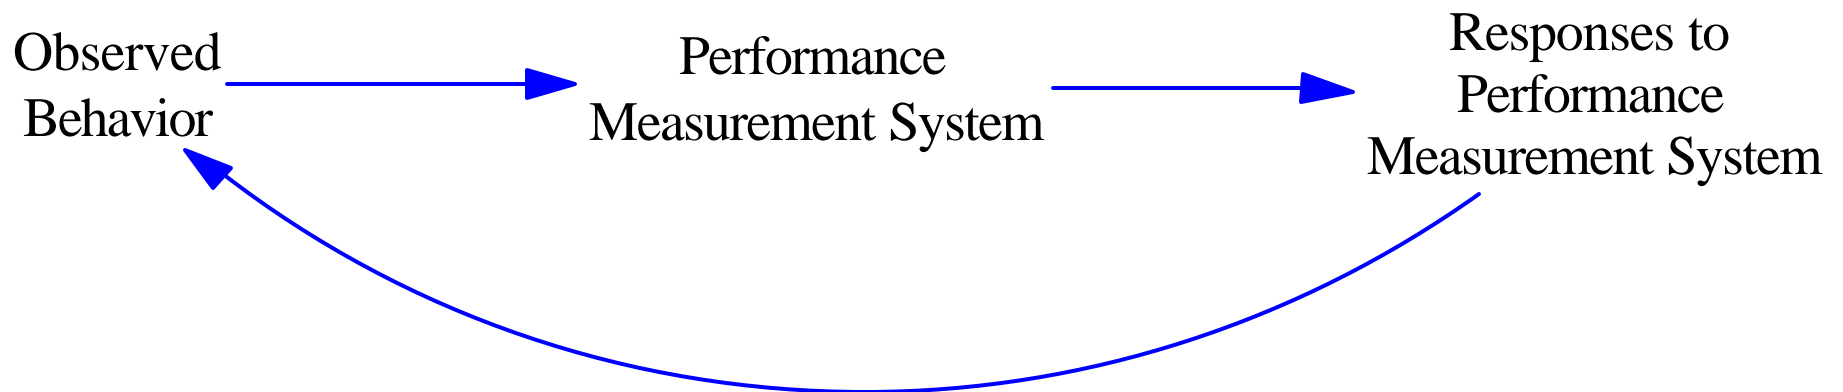 Observed
Behavior
Performance
Measurement System
Responses to
Performance
Measurement System